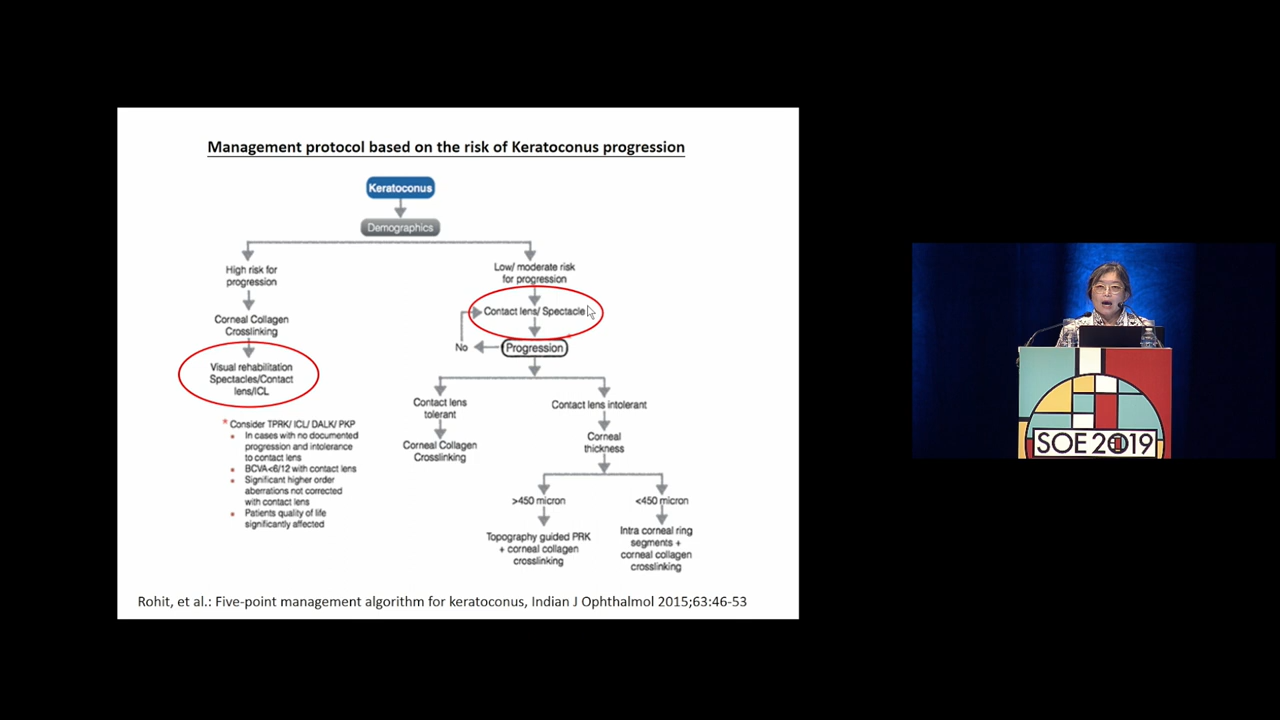 Management protocol based on the risk of Keratoconus progression
Keratoconus
Demographics
High risk for
progression
Corneal Collagen
Crosslinking
Visual rehabilitation
Spectacles/Contact
lens/ICL
* Consider TPRK/ ICL/ DALK/ PKP
In cases with no documented
progression and intolerance
to contact lens
BCVA<6/12 with contact lens
Significant higher order
aberrations not corrected
with contact lens
Patients quality of life
significantly affected
Low/ moderate risk
for progression
Contact lens/ Spectacle
No
Progression
Contact lens
tolerant
Corneal Collagen
Crosslinking
Contact lens intolerant
Corneal
thickness
>450 micron
Topography guided PRK
+ corneal collagen
crosslinking
<450 micron
Intra corneal ring
segments +
corneal collagen
crosslinking
Rohit, et al.: Five-point management algorithm for keratoconus, Indian J Ophthalmol 2015;63:46-53
SOE 2019